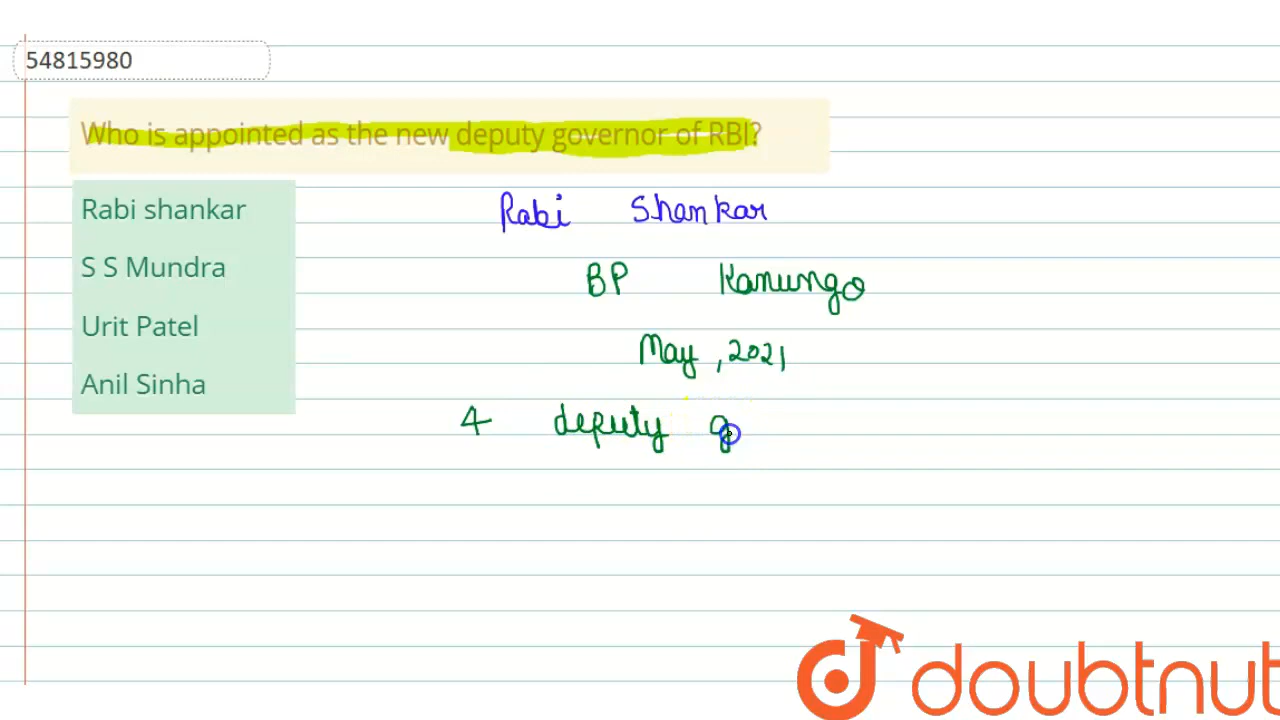 54815980
Who is appointed as the new deputy governor of RBI?
Rabi shankar
Rabi Shankar
S S Mundra
BP Kanungo
Urit Patel
May, 2021
Anil Sinha
4 deputy g
doubtnut